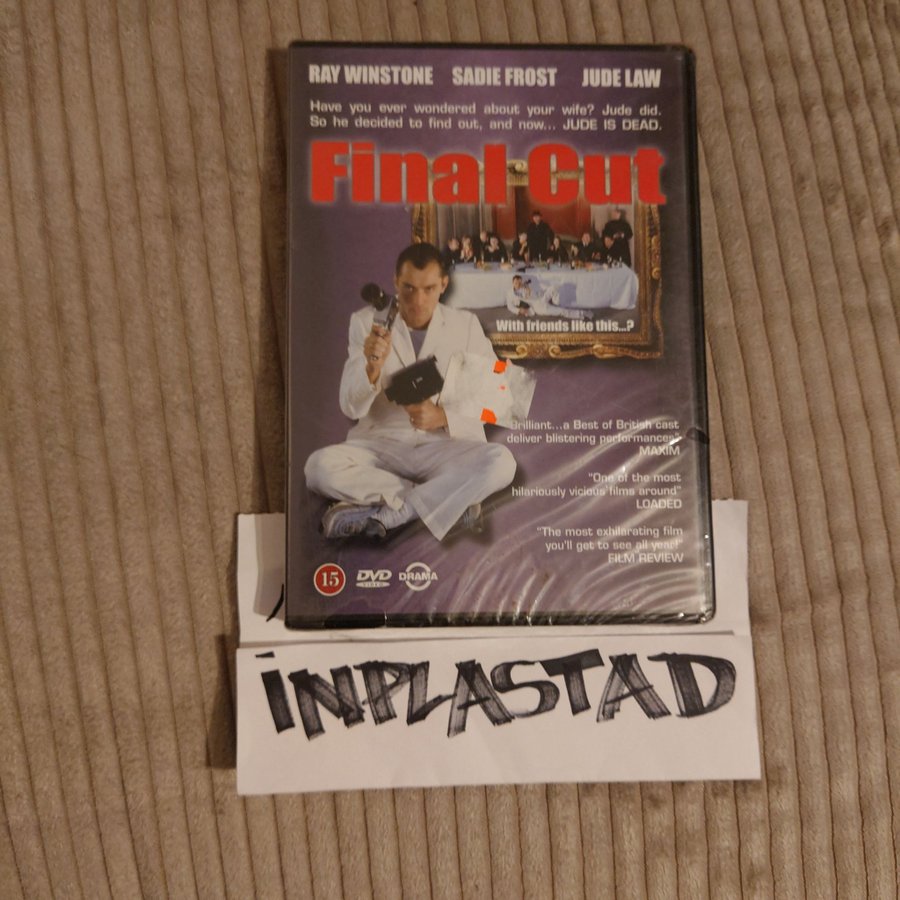 RAY WINSTONE SADIE FROST JUDE LAW
Have you ever wondered about your wife? Jude did.
So he decided to find out, and now... JUDE IS DEAD.
Final Cut
With friends like this...?
Brilliant...a Best of British cast
deliver blistering performances"
MAXIM
"One of the most
hilariously vicious films around"
LOADED
"The most exhilarating film
you'll get to see all year!"
FILM REVIEW
15 DVD VIDEO DRAMA
INPLASTAD